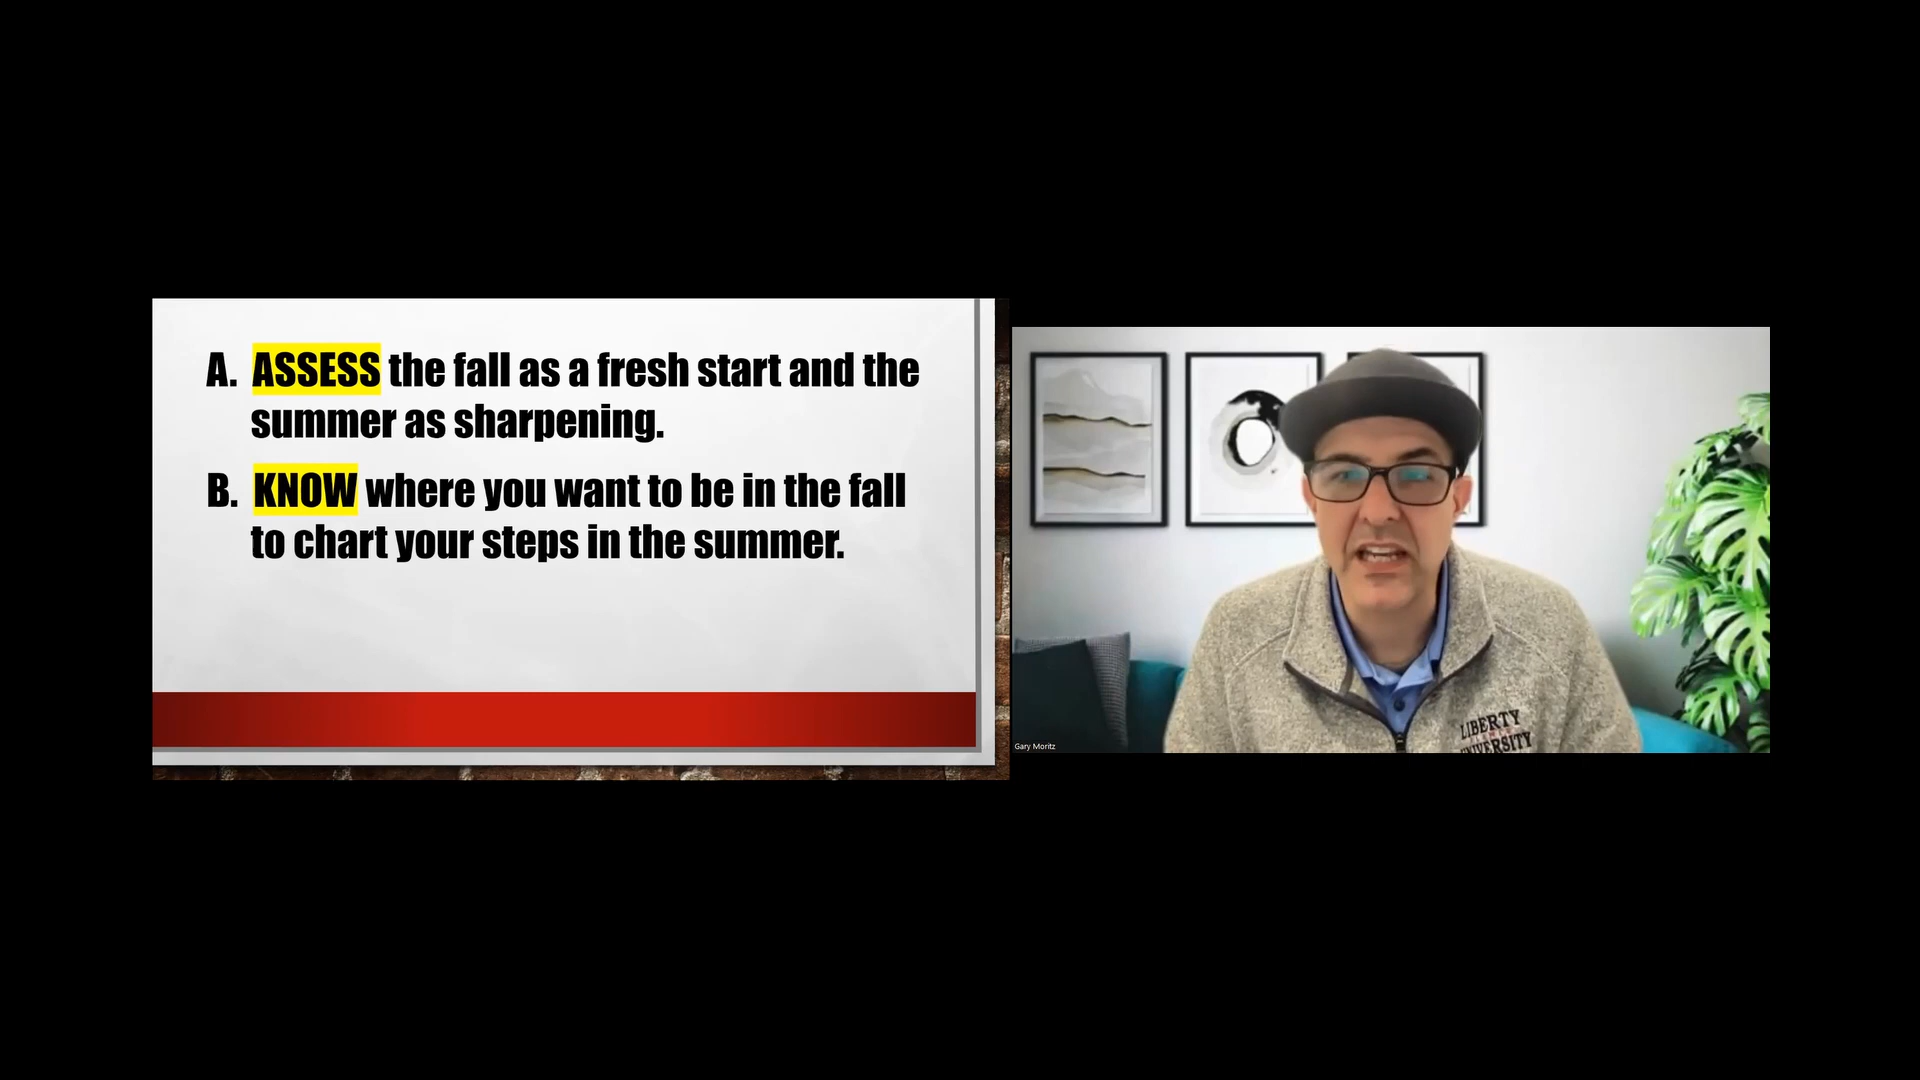 A. ASSESS the fall as a fresh start and the
summer as sharpening.
B. KNOW where you want to be in the fall
to chart your steps in the summer.
LIBERTY
UNIVERSITY
Gary Moritz